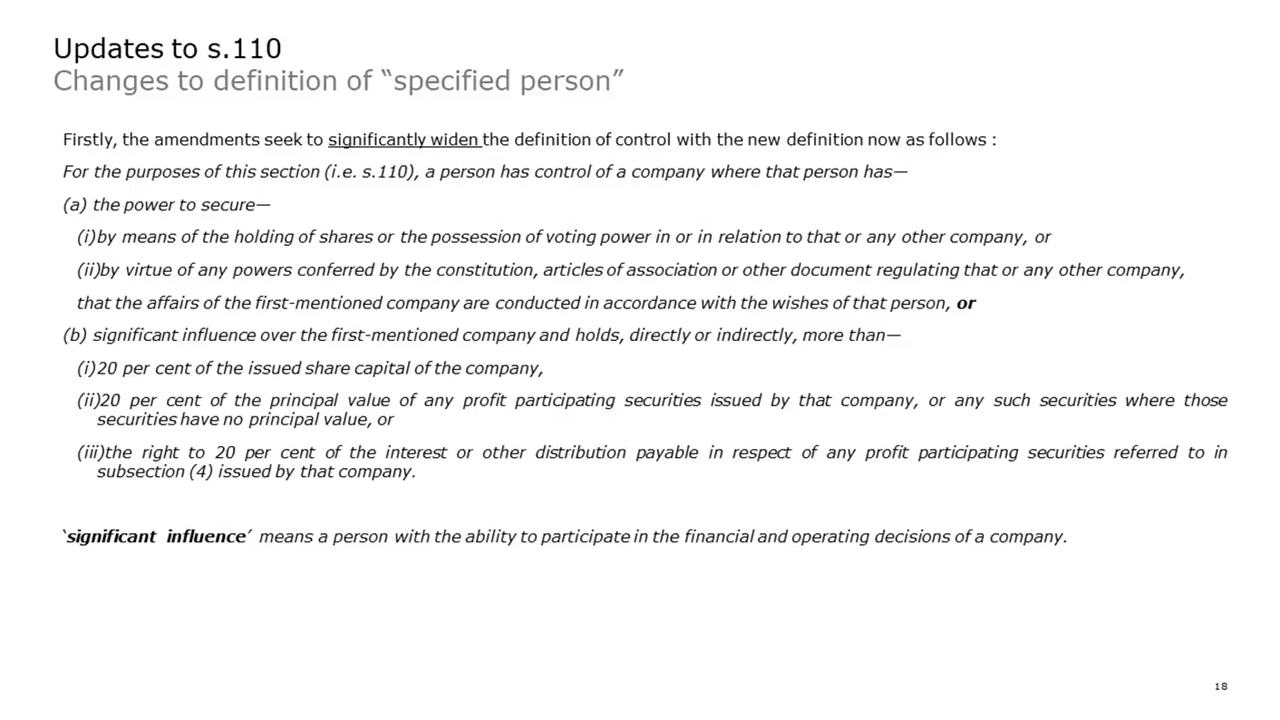 Updates to s.110
Changes to definition of “specified person”
Firstly, the amendments seek to significantly widen the definition of control with the new definition now as follows :
For the purposes of this section (i.e. s.110), a person has control of a company where that person has—
(a) the power to secure—
(i)by means of the holding of shares or the possession of voting power in or in relation to that or any other company, or
(ii)by virtue of any powers conferred by the constitution, articles of association or other document regulating that or any other company,
that the affairs of the first-mentioned company are conducted in accordance with the wishes of that person, or
(b) significant influence over the first-mentioned company and holds, directly or indirectly, more than—
(i)20 per cent of the issued share capital of the company,
(ii)20 per cent of the principal value of any profit participating securities issued by that company, or any such securities where those
securities have no principal value, or
(iii)the right to 20 per cent of the interest or other distribution payable in respect of any profit participating securities referred to in
subsection (4) issued by that company.
‘significant influence’ means a person with the ability to participate in the financial and operating decisions of a company.
18